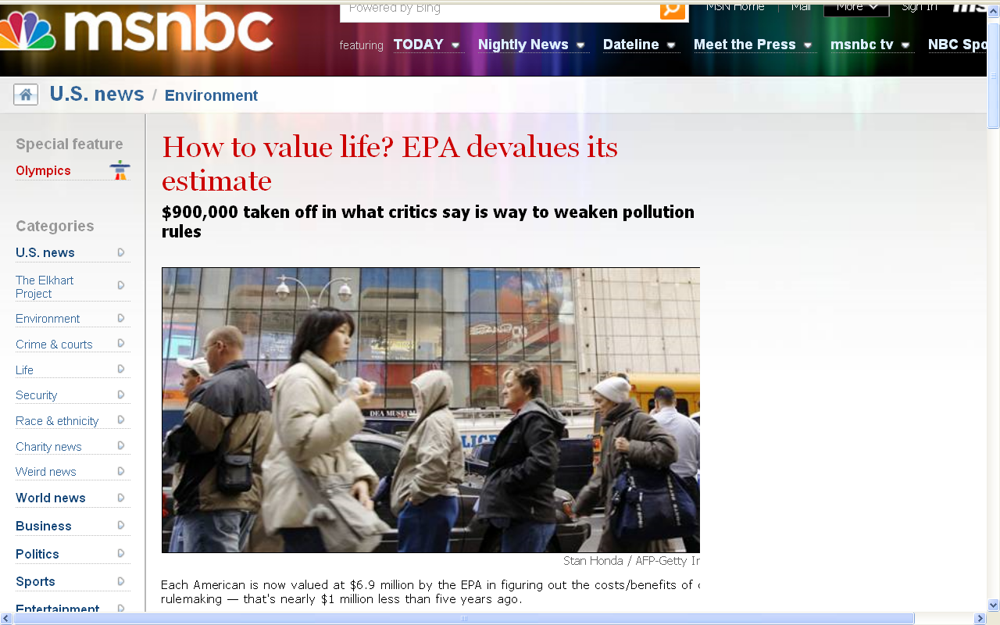 Powered by Bing
MSN Home | Mail More Sign In
msnbc
featuring TODAY Nightly News Dateline Meet the Press msnbc tv NBC Spo
U.S. news / Environment
Special feature
Olympics
Categories
U.S. news
The Elkhart
Project
Environment
Crime & courts
Life
Security
Race & ethnicity
Charity news
Weird news
World news
Business
Politics
Sports
Entertainment
How to value life? EPA devalues its
estimate
$900,000 taken off in what critics say is way to weaken pollution
rules
DEA MUSEUM
LICE
Stan Honda / AFP-Getty
Each American is now valued at $6.9 million by the EPA in figuring out the costs/benefits of
rulemaking — that's nearly $1 million less than five years ago.